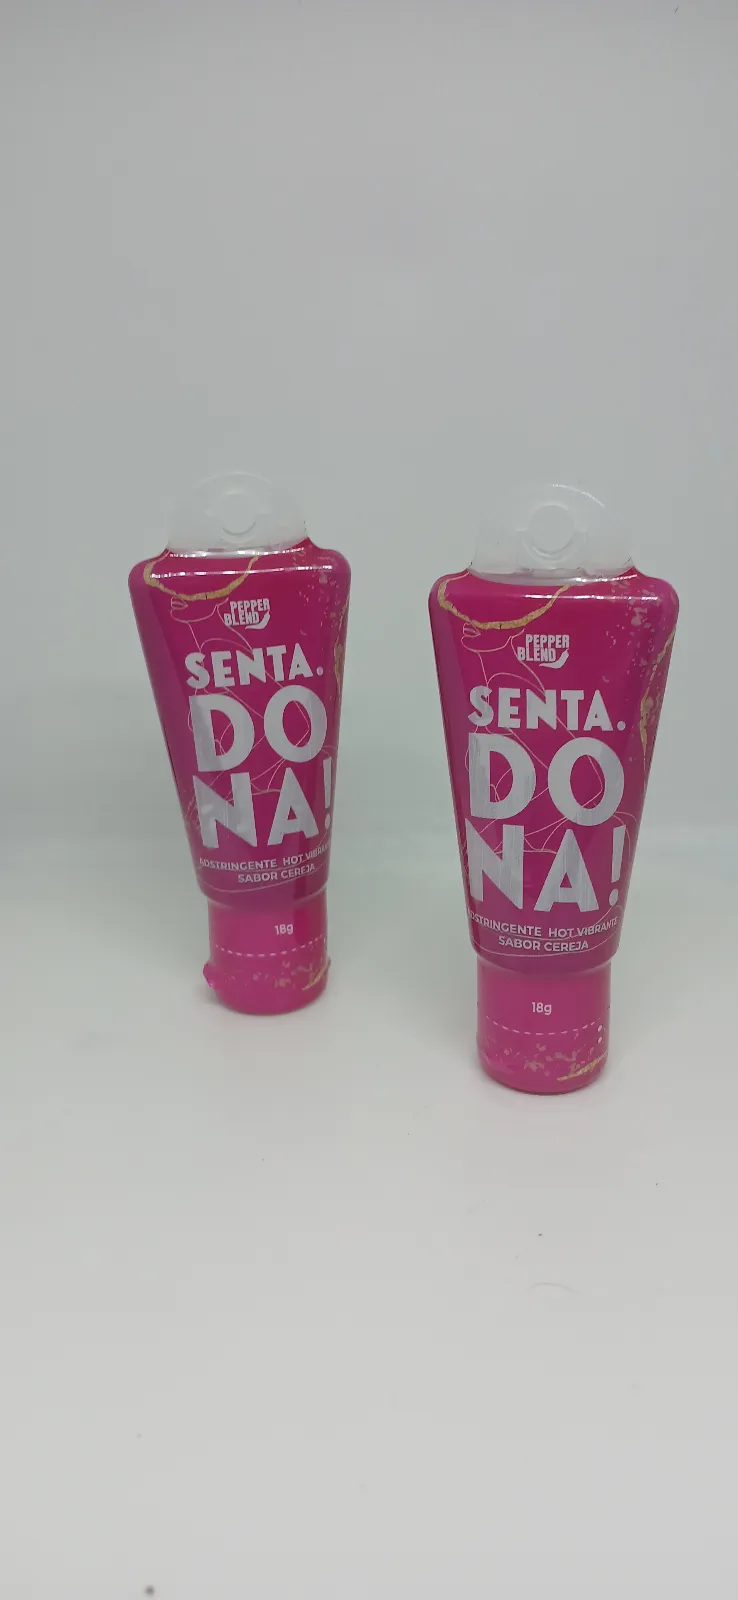 PEPPER
BLEND
SENTA.
DO
NA!
ADSTRINGENTE HOT VIBRANTE
SABOR CEREJA
18g
PEPPER
BLEND
SENTA.
DO
NA!
ADSTRINGENTE HOT VIBRANTE
SABOR CEREJA
18g